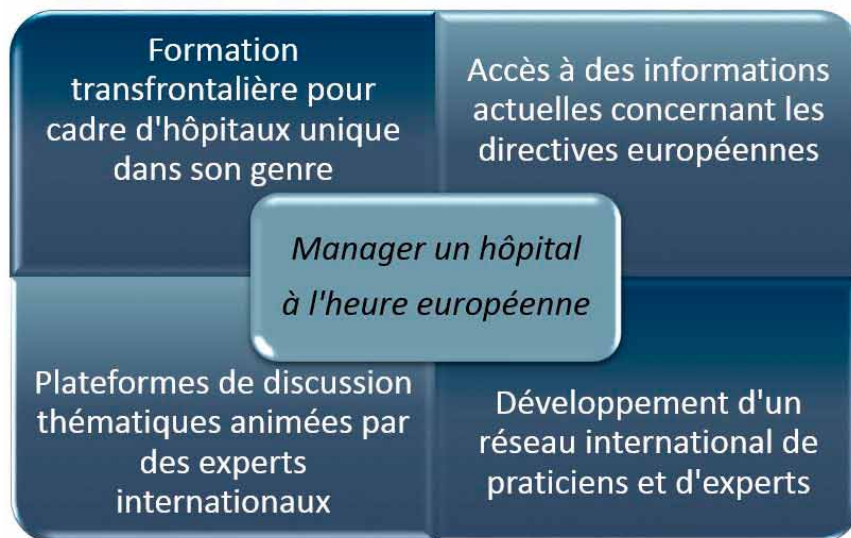 Formation
transfrontalière pour
cadre d'hôpitaux unique
dans son genre
Accès à des informations
actuelles concernant les
directives européennes
Manager un hôpital
à l'heure européenne
Plateformes de discussion
thématiques animées par
des experts
internationaux
Développement d'un
réseau international de
praticiens et d'experts